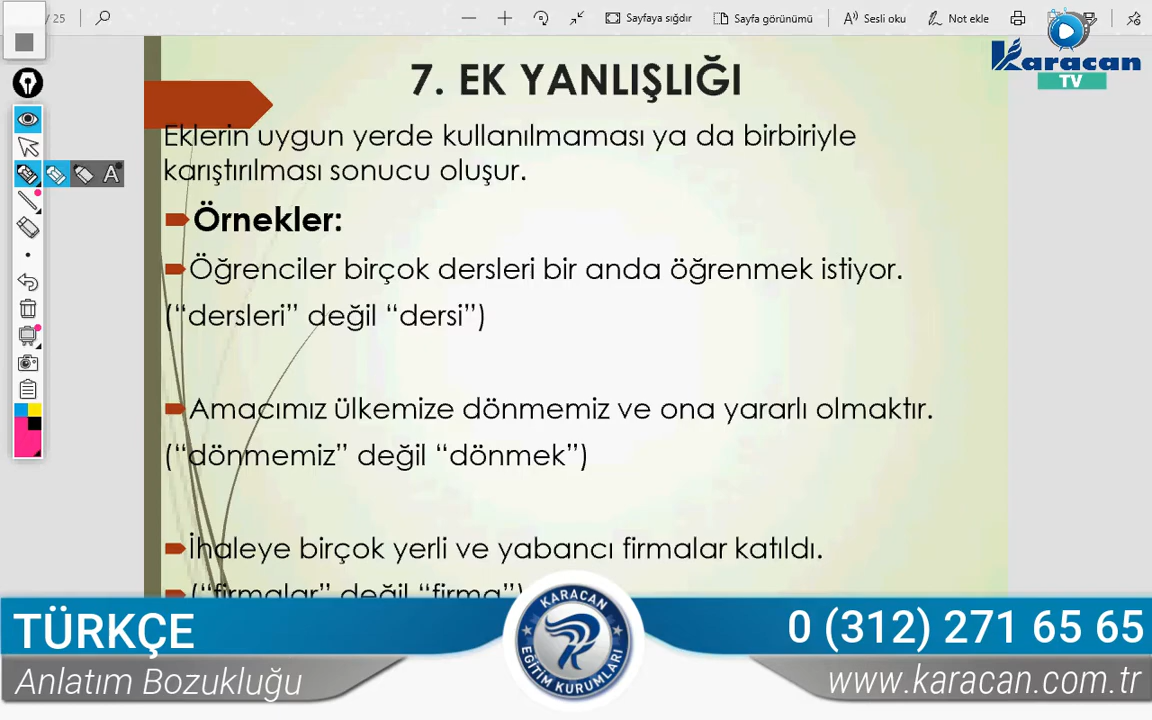 /25
Sayfaya sığdır
Sayfa görünümü
Sesli oku
Not ekle
Karacan
TV
7. EK YANLIŞLIĞI
Eklerin uygun yerde kullanılmaması ya da birbiriyle
karıştırılması sonucu oluşur.
Örnekler:
Öğrenciler birçok dersleri bir anda öğrenmek istiyor.
(“dersleri” değil “dersi”)
Amacımız ülkemize dönmemiz ve ona yararlı olmaktır.
(“dönmemiz” değil “dönmek”)
İhaleye birçok yerli ve yabancı firmalar katıldı.
(“firmalar” değil “firma”)
TÜRKÇE
Anlatım Bozukluğu
KARACAN
EĞİTİM KURUMLARI
0 (312) 271 65 65
www.karacan.com.tr